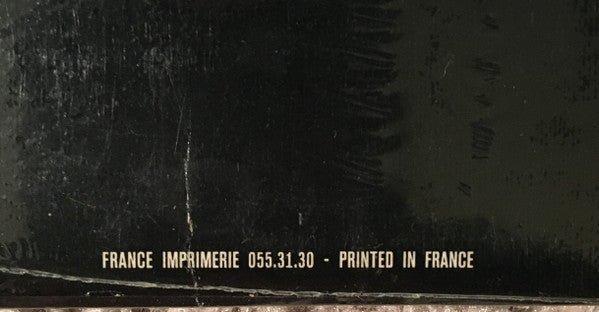 FRANCE IMPRIMERIE 055.31.30 - PRINTED IN FRANCE